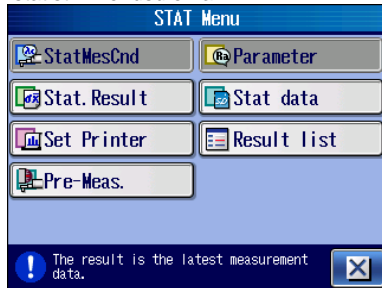 STAT Menu
StatMesCnd
Parameter
Stat.Result
Stat data
Set Printer
Result list
Pre-Meas.
The result is the latest measurement
data.